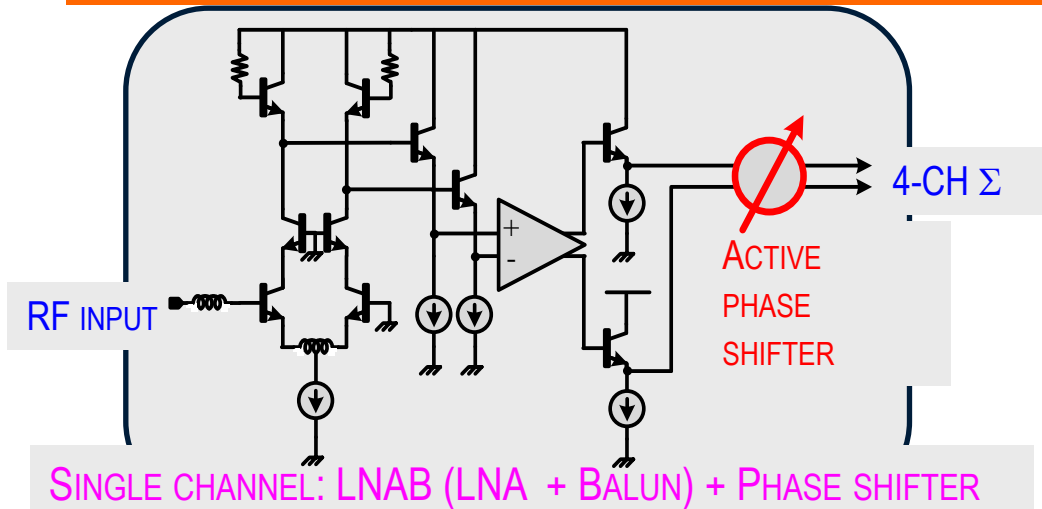 RF INPUT
+
-
4-CH Σ
ACTIVE
PHASE
SHIFTER
SINGLE CHANNEL: LNAB (LNA + BALUN) + PHASE SHIFTER